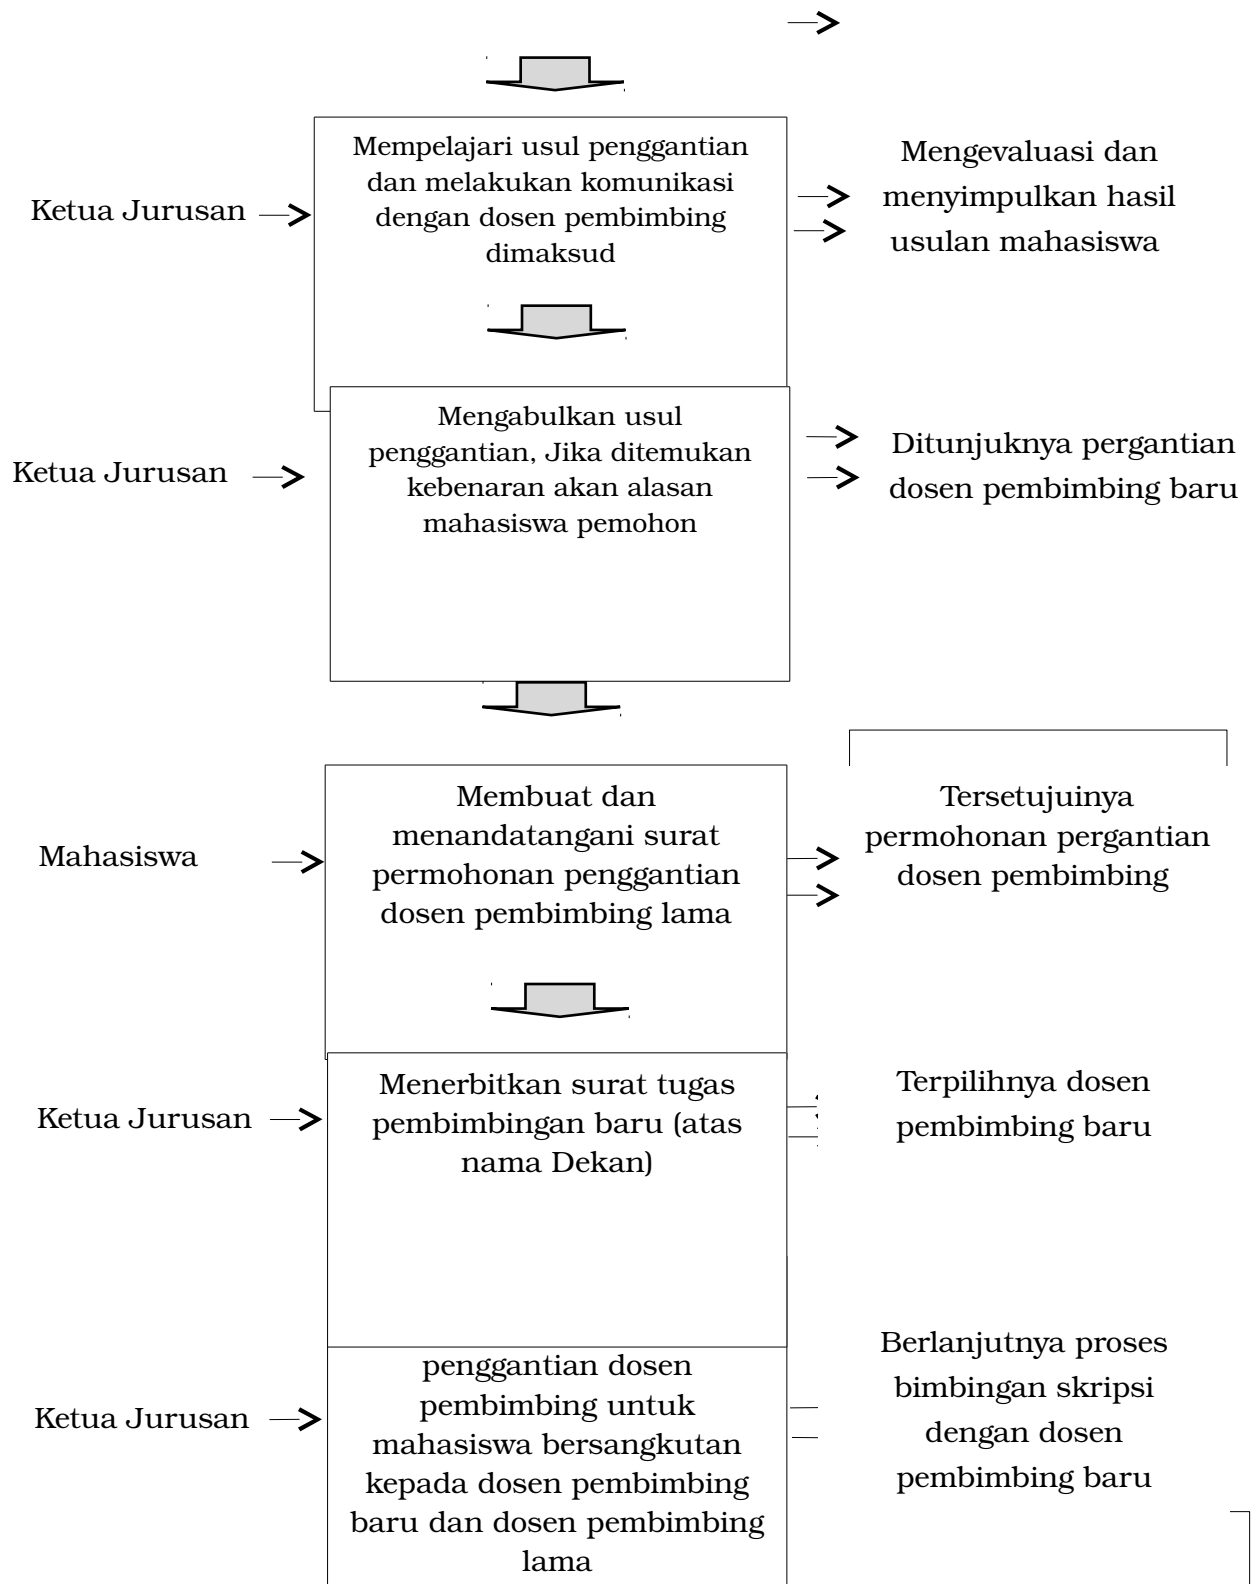 Ketua Jurusan
Mempelajari usul penggantian
dan melakukan komunikasi
dengan dosen pembimbing
dimaksud
Mengevaluasi dan
menyimpulkan hasil
usulan mahasiswa
Ketua Jurusan
Mengabulkan usul
penggantian, Jika ditemukan
kebenaran akan alasan
mahasiswa pemohon
Ditunjuknya pergantian
dosen pembimbing baru
Mahasiswa
Membuat dan
menandatangani surat
permohonan penggantian
dosen pembimbing lama
Tersetujuinya
permohonan pergantian
dosen pembimbing
Ketua Jurusan
Menerbitkan surat tugas
pembimbingan baru (atas
nama Dekan)
Terpilihnya dosen
pembimbing baru
Ketua Jurusan
penggantian dosen
pembimbing untuk
mahasiswa bersangkutan
kepada dosen pembimbing
baru dan dosen pembimbing
lama
Berlanjutnya proses
bimbingan skripsi
dengan dosen
pembimbing baru